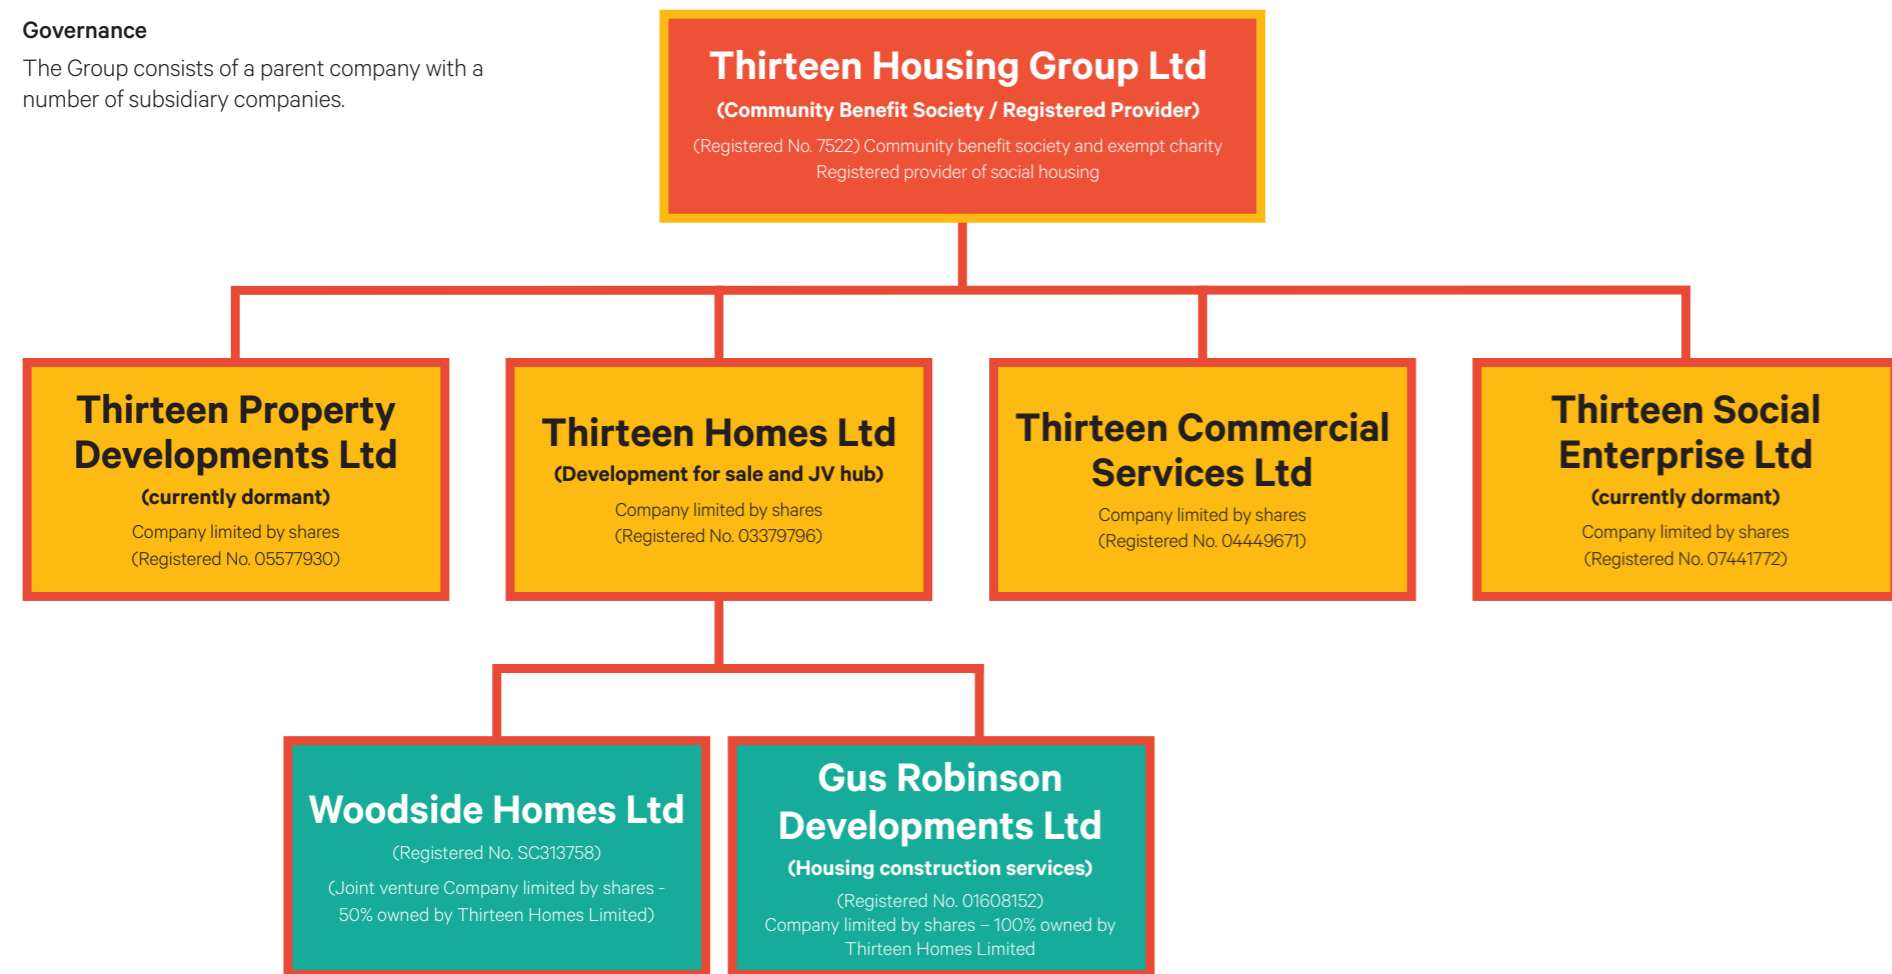 Governance
The Group consists of a parent company with a
number of subsidiary companies.
Thirteen Housing Group Ltd
(Community Benefit Society / Registered Provider)
(Registered No. 7522) Community benefit society and exempt charity
Registered provider of social housing
Thirteen Property
Developments Ltd
(currently dormant)
Company limited by shares
(Registered No. 05577930)
Thirteen Homes Ltd
(Development for sale and JV hub)
Company limited by shares
(Registered No. 03379796)
Thirteen Commercial
Services Ltd
Company limited by shares
(Registered No. 04449671)
Thirteen Social
Enterprise Ltd
(currently dormant)
Company limited by shares
(Registered No. 07441772)
Woodside Homes Ltd
(Registered No. SC313758)
(Joint venture Company limited by shares -
50% owned by Thirteen Homes Limited)
Gus Robinson
Developments Ltd
(Housing construction services)
(Registered No. 01608152)
Company limited by shares – 100% owned by
Thirteen Homes Limited